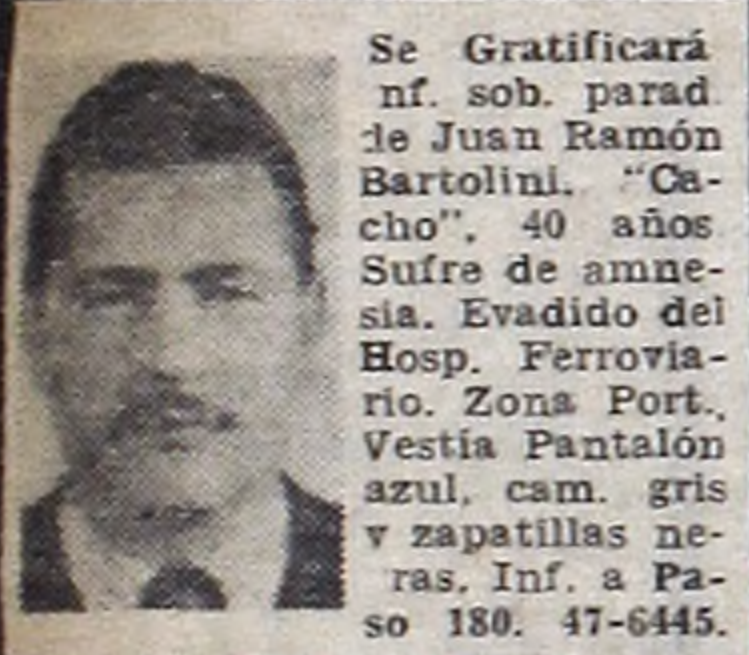 Se Gratificará
nf. sob. parad.
de Juan Ramón
Bartolini. "Ca-
cho", 40 años
Sufre de amne-
sia. Evadido del
Hosp. Ferrovia-
rio. Zona Port.,
Vestía Pantalón
azul, cam. gris
y zapatillas ne-
ras. Inf. a Pa-
so 180. 47-6445.